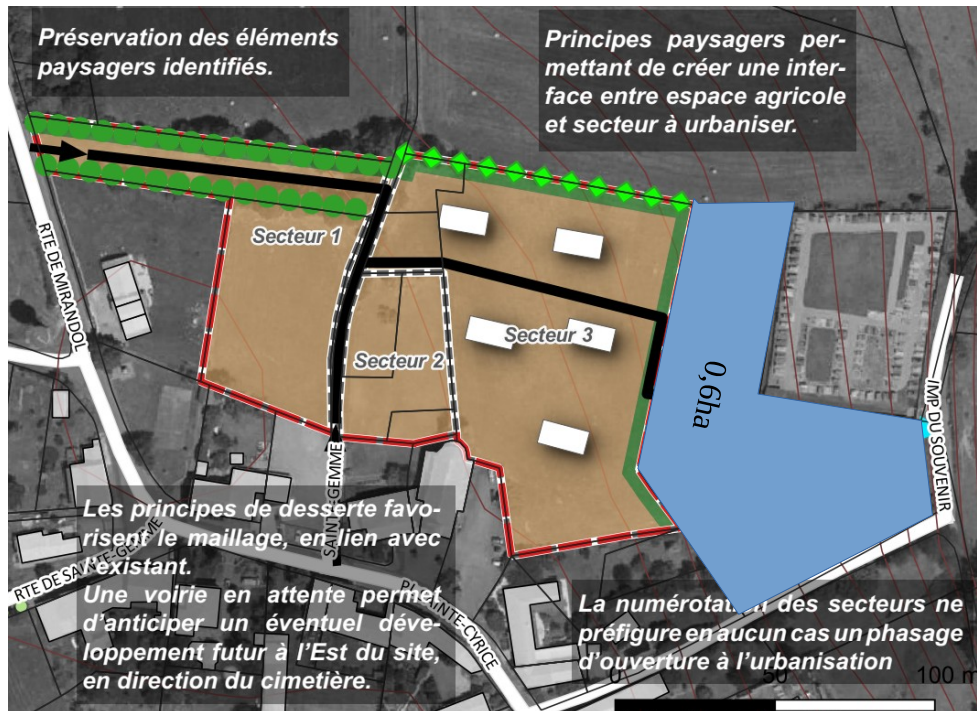 Préservation des éléments
paysagers identifiés.
Principes paysagers per-
mettant de créer une inter-
face entre espace agricole
et secteur à urbaniser.
RTE DE MIRANDOL
Secteur 1
Secteur 2
Secteur 3
0,6ha
IMP DU SOUVENIR
SAINTE-GEMME
RTE DE SAINTE-GEMME
PL SAINTE-CYRICE
Les principes de desserte favo-
risent le maillage, en lien avec
l'existant.
Une voirie en attente permet
d'anticiper un éventuel déve-
loppement futur à l'Est du site,
en direction du cimetière.
La numérotation des secteurs ne
préfigure en aucun cas un phasage
d'ouverture à l'urbanisation
0 50 100 m